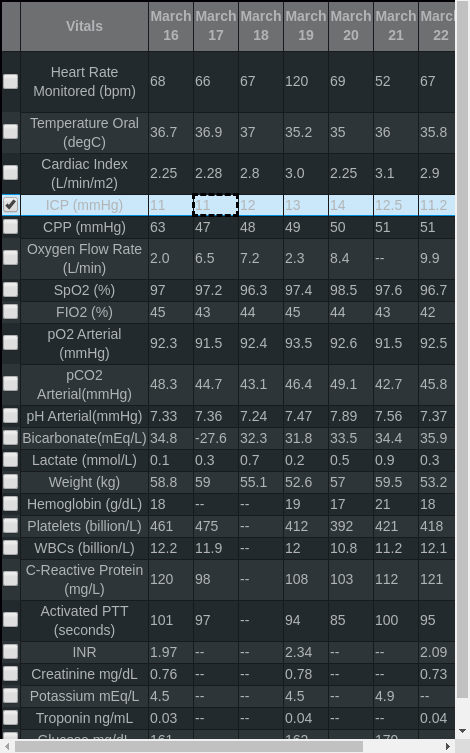 Vitals March 16 March 17 March 18 March 19 March 20 March 21 March 22
Heart Rate Monitored (bpm) 68 66 67 120 69 52 67
Temperature Oral (degC) 36.7 36.9 37 35.2 35 36 35.8
Cardiac Index (L/min/m2) 2.25 2.28 2.8 3.0 2.25 3.1 2.9
ICP (mmHg) 11 11 12 13 14 12.5 11.2
CPP (mmHg) 63 47 48 49 50 51 51
Oxygen Flow Rate (L/min) 2.0 6.5 7.2 2.3 8.4 -- 9.9
SpO2 (%) 97 97.2 96.3 97.4 98.5 97.6 96.7
FIO2 (%) 45 43 44 45 44 43 42
pO2 Arterial (mmHg) 92.3 91.5 92.4 93.5 92.6 91.5 92.5
pCO2 Arterial(mmHg) 48.3 44.7 43.1 46.4 49.1 42.7 45.8
pH Arterial(mmHg) 7.33 7.36 7.24 7.47 7.89 7.56 7.37
Bicarbonate(mEq/L) 34.8 -27.6 32.3 31.8 33.5 34.4 35.9
Lactate (mmol/L) 0.1 0.3 0.7 0.2 0.5 0.9 0.3
Weight (kg) 58.8 59 55.1 52.6 57 59.5 53.2
Hemoglobin (g/dL) 18 -- -- 19 17 21 18
Platelets (billion/L) 461 475 -- 412 392 421 418
WBCs (billion/L) 12.2 11.9 -- 12 10.8 11.2 12.1
C-Reactive Protein (mg/L) 120 98 -- 108 103 112 121
Activated PTT (seconds) 101 97 -- 94 85 100 95
INR 1.97 -- -- 2.34 -- -- 2.09
Creatinine mg/dL 0.76 -- -- 0.78 -- -- 0.73
Potassium mEq/L 4.5 -- -- 4.5 -- 4.9 --
Troponin ng/mL 0.03 -- -- 0.04 -- -- 0.04
Glucose mg/dL 161 -- -- 162 -- 170 --